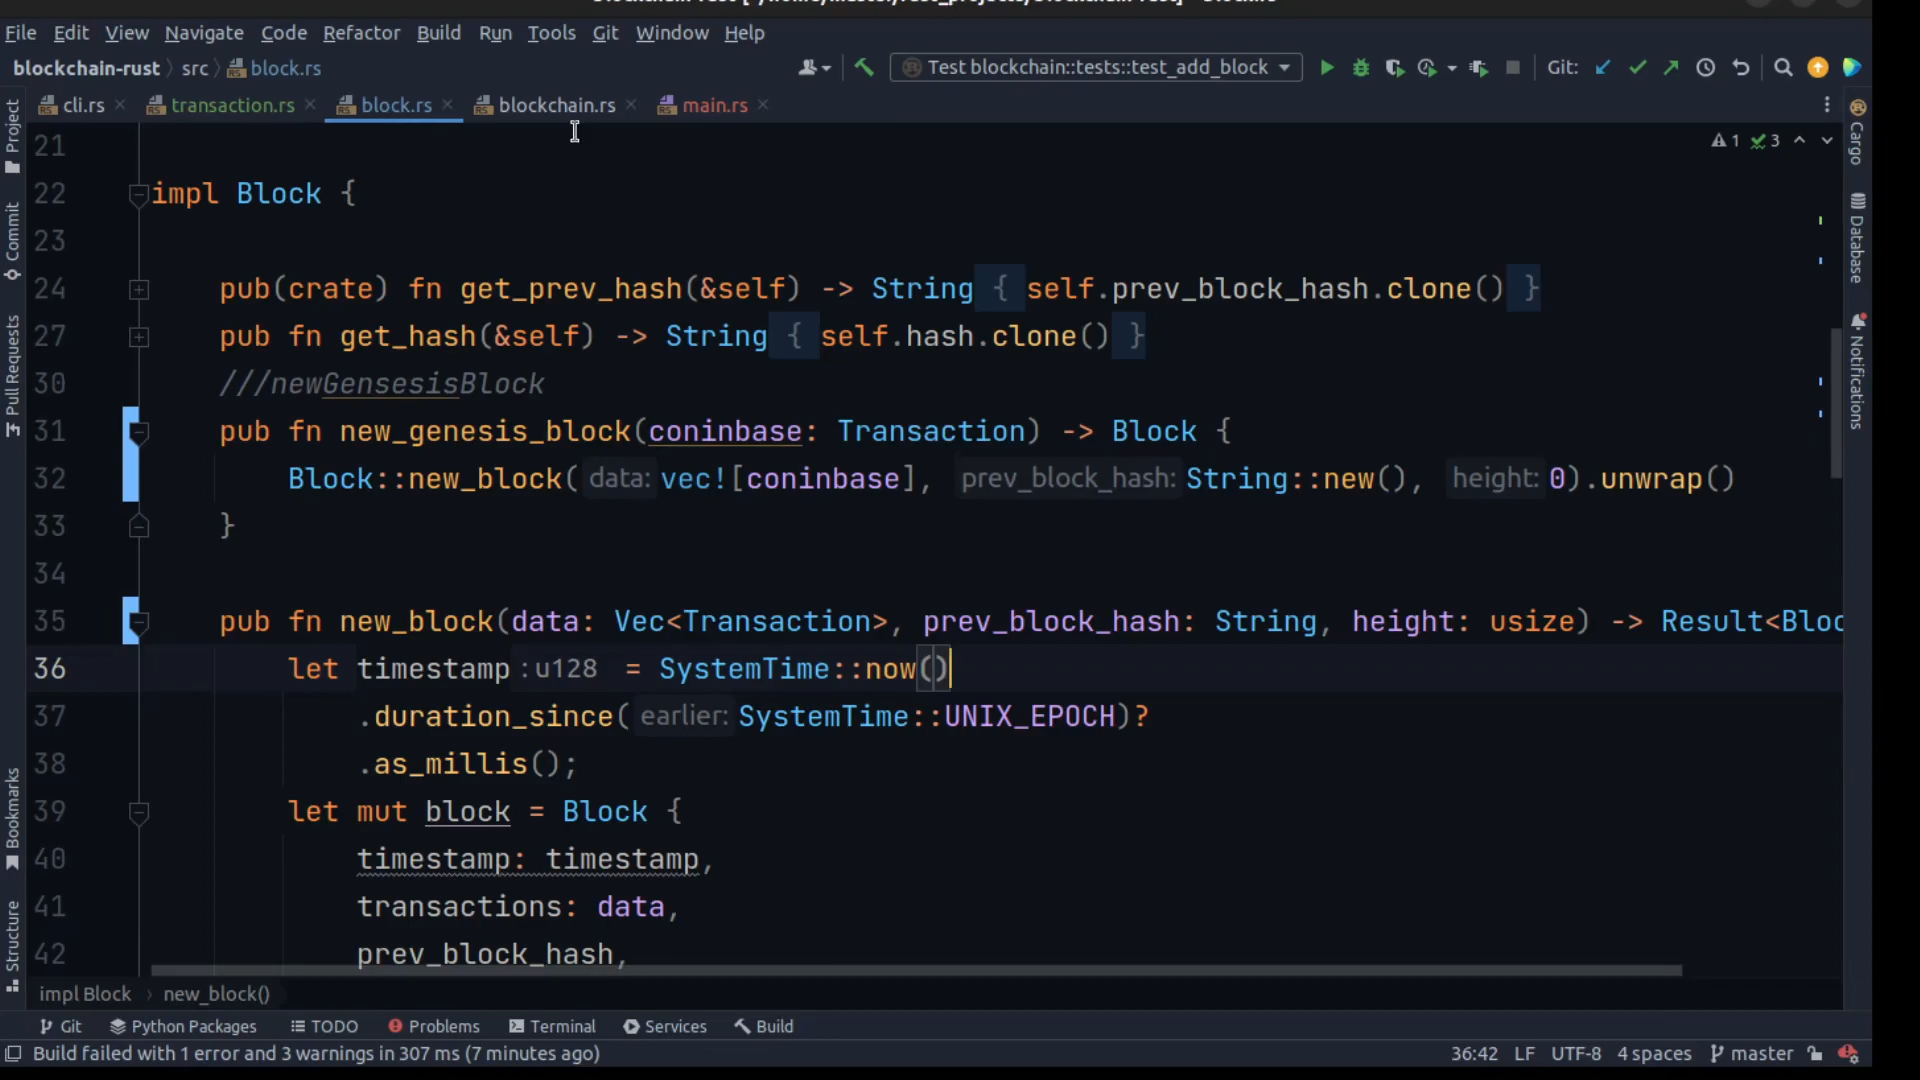 File Edit View Navigate Code Refactor Build Run Tools Git Window Help
blockchain-rust src block.rs
Test blockchain::tests::test_add_block
Git:
cli.rs transaction.rs block.rs blockchain.rs main.rs
Project
Commit
Pull Requests
Bookmarks
Structure
Cargo
Database
Notifications
1 3
21
22 impl Block {
23
24 pub(crate) fn get_prev_hash(&self) -> String { self.prev_block_hash.clone() }
27 pub fn get_hash(&self) -> String { self.hash.clone() }
30 ///newGensesisBlock
31 pub fn new_genesis_block(coninbase: Transaction) -> Block {
32 Block::new_block( data: vec![coninbase], prev_block_hash: String::new(), height: 0).unwrap()
33 }
34
35 pub fn new_block(data: Vec<Transaction>, prev_block_hash: String, height: usize) -> Result<Bloc
36 let timestamp :u128 = SystemTime::now()
37 .duration_since( earlier: SystemTime::UNIX_EPOCH)?
38 .as_millis();
39 let mut block = Block {
40 timestamp: timestamp,
41 transactions: data,
42 prev_block_hash,
impl Block new_block()
Git Python Packages TODO Problems Terminal Services Build
Build failed with 1 error and 3 warnings in 307 ms (7 minutes ago) 36:42 LF UTF-8 4 spaces master